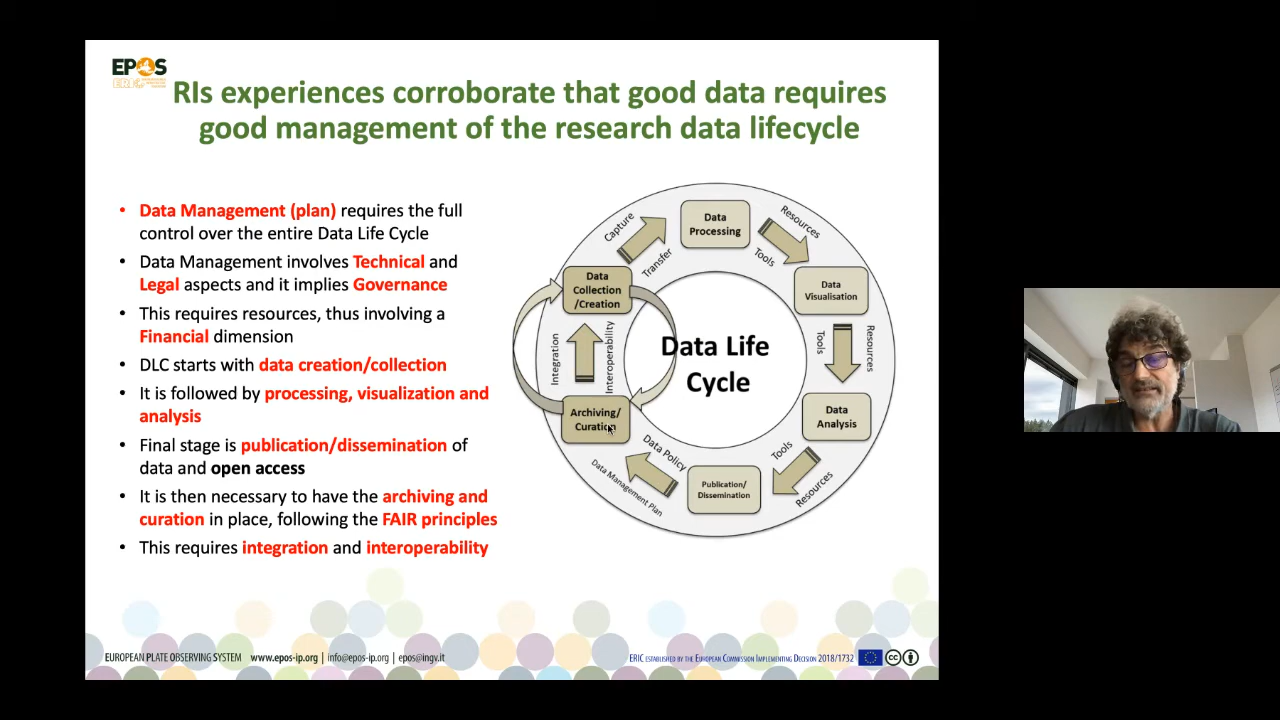 EPOS
ERIC
RIs experiences corroborate that good data requires
good management of the research data lifecycle
• Data Management (plan) requires the full
control over the entire Data Life Cycle
• Data Management involves Technical and
Legal aspects and it implies Governance
• This requires resources, thus involving a
Financial dimension
• DLC starts with data creation/collection
• It is followed by processing, visualization and
analysis
• Final stage is publication/dissemination of
data and open access
• It is then necessary to have the archiving and
curation in place, following the FAIR principles
• This requires integration and interoperability
Data Life
Cycle
Data
Collection
/Creation
Capture
Transfer
Data
Processing
Resources
Tools
Data
Visualisation
Resources
Tools
Data
Analysis
Tools
Resources
Publication/
Dissemination
Data Policy
Data Management Plan
Archiving/
Curation
Integration
Interoperability
EUROPEAN PLATE OBSERVING SYSTEM www.epos-ip.org | info@epos-ip.org | epos@ingv.it
ERIC ESTABLISHED BY THE EUROPEAN COMMISSION IMPLEMENTING DECISION 2018/1732
cc